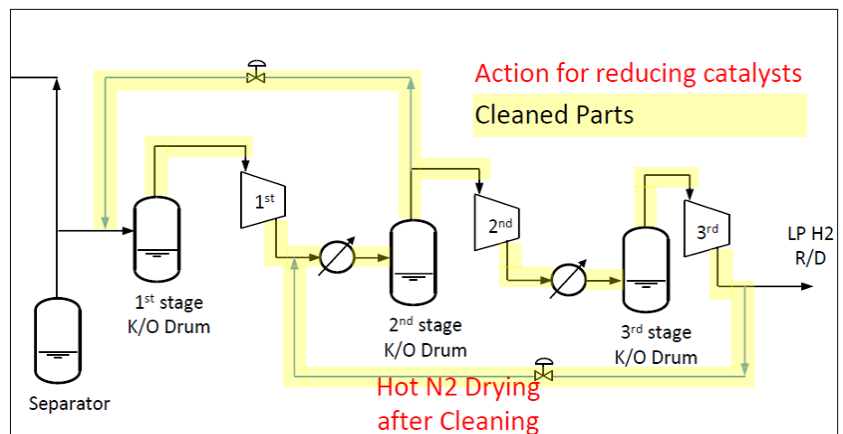 Action for reducing catalysts
Cleaned Parts
1st
2nd
3rd
LP H2
R/D
1st stage
K/O Drum
2nd stage
K/O Drum
3rd stage
K/O Drum
Hot N2 Drying
after Cleaning
Separator